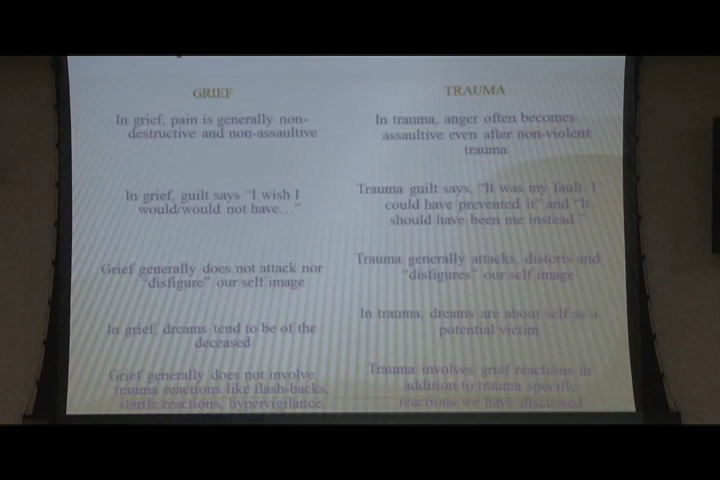 GRIEF
TRAUMA
In grief, pain is generally non-
destructive and non-assaultive
In trauma, anger often becomes
assaultive even after non-violent
trauma
In grief, guilt says "I wish I
would/would not have…"
Trauma guilt says, "It was my fault. I
could have prevented it" and "It
should have been me instead."
Grief generally does not attack nor
"disfigure" our self image
Trauma generally attacks, distorts and
"disfigures" our self image
In grief, dreams tend to be of the
deceased
In trauma, dreams are about self as a
potential victim
Grief generally does not involve
trauma reactions like flash-backs,
startle reactions, hypervigilance,
Trauma involves grief reactions in
addition to trauma specific
reactions we have discussed